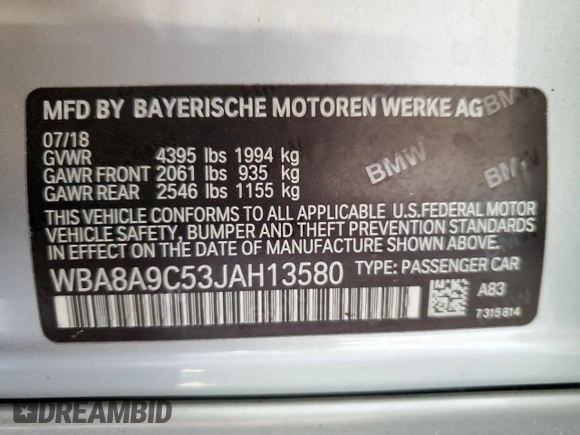 MFD BY BAYERISCHE MOTOREN WERKE AG
07/18
GVWR 4395 lbs 1994 kg
GAWR FRONT 2061 lbs 935 kg
GAWR REAR 2546 lbs 1155 kg
THIS VEHICLE CONFORMS TO ALL APPLICABLE U.S.FEDERAL MOTOR
VEHICLE SAFETY, BUMPER AND THEFT PREVENTION STANDARDS
IN EFFECT ON THE DATE OF MANUFACTURE SHOWN ABOVE.
WBA8A9C53JAH13580 TYPE: PASSENGER CAR
A83
7315814
BMW
BMW
BMW
DREAMBID